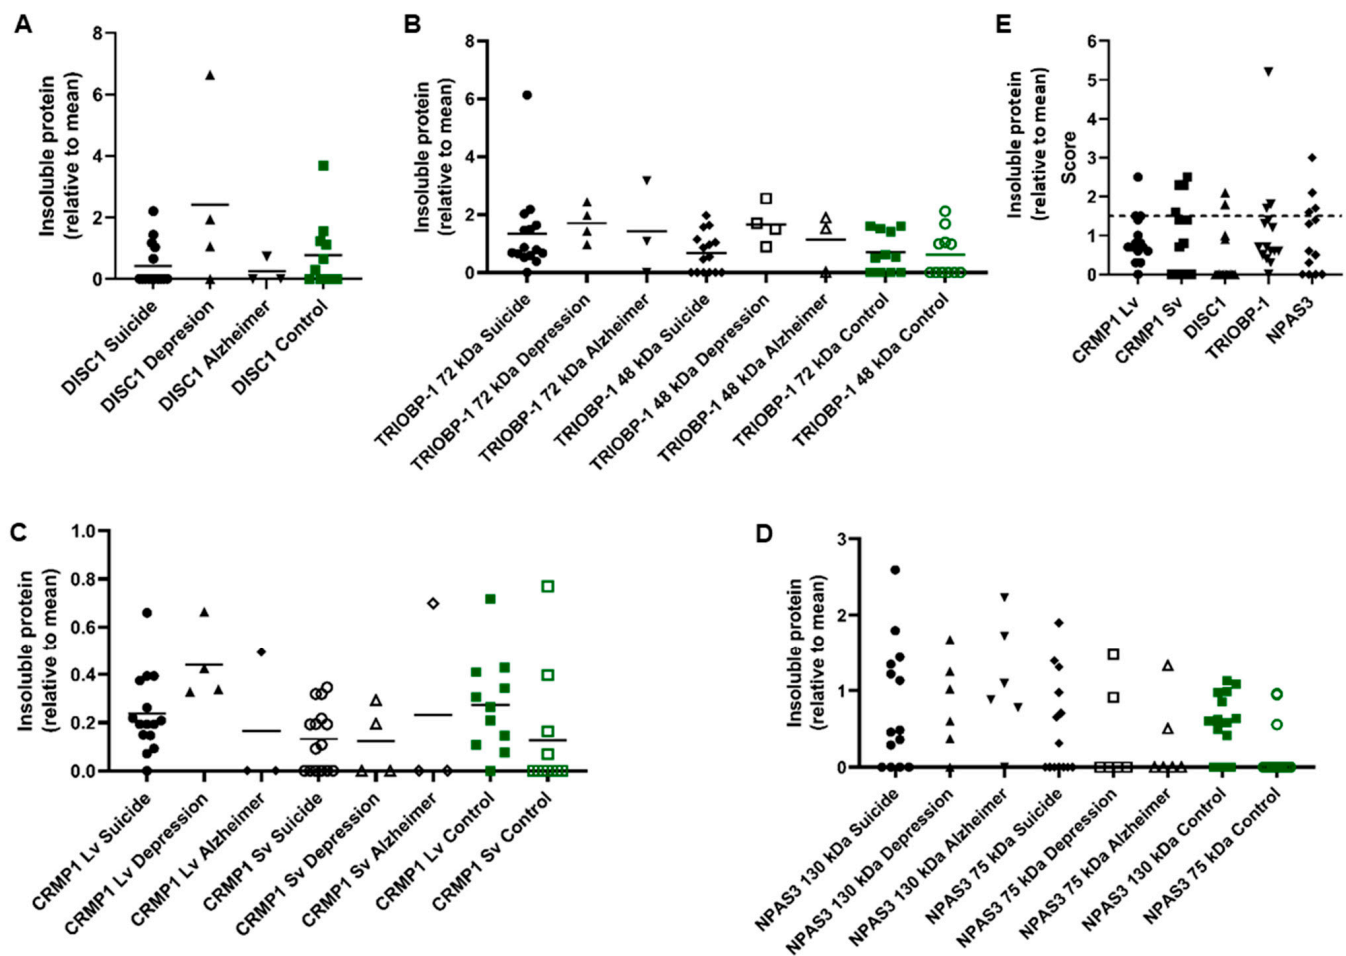 A
8
6
4
2
0
Insoluble protein
(relative to mean)
DISC1 Suicide
DISC1 Depresion
DISC1 Alzheimer
DISC1 Control
B
8
6
4
2
0
Insoluble protein
(relative to mean)
TRIOBP-1 72 kDa Suicide
TRIOBP-1 72 kDa Depression
TRIOBP-1 72 kDa Alzheimer
TRIOBP-1 48 kDa Suicide
TRIOBP-1 48 kDa Depression
TRIOBP-1 48 kDa Alzheimer
TRIOBP-1 72 kDa Control
TRIOBP-1 48 kDa Control
E
6
5
4
3
2
1
0
Insoluble protein
(relative to mean)
Score
CRMP1 Lv
CRMP1 Sv
DISC1
TRIOBP-1
NPAS3
C
1.0
0.8
0.6
0.4
0.2
0.0
Insoluble protein
(relative to mean)
CRMP1 Lv Suicide
CRMP1 Lv Depression
CRMP1 Lv Alzheimer
CRMP1 Sv Suicide
CRMP1 Sv Depression
CRMP1 Sv Alzheimer
CRMP1 Lv Control
CRMP1 Sv Control
D
3
2
1
0
Insoluble protein
(relative to mean)
NPAS3 130 kDa Suicide
NPAS3 130 kDa Depression
NPAS3 130 kDa Alzheimer
NPAS3 75 kDa Suicide
NPAS3 75 kDa Depression
NPAS3 75 kDa Alzheimer
NPAS3 130 kDa Control
NPAS3 75 kDa Control